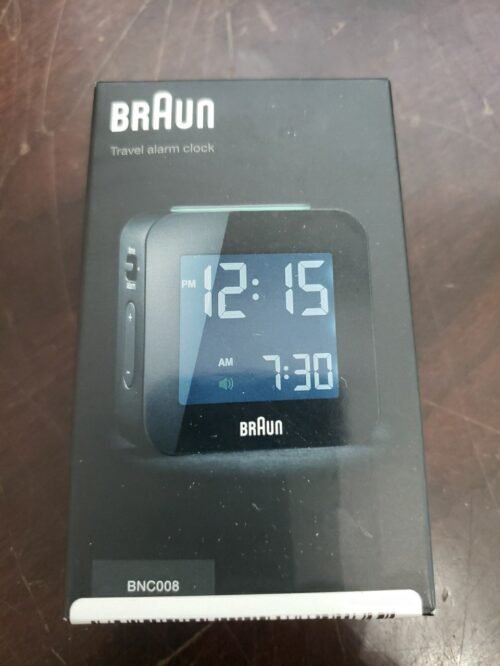 BRAUN
Travel alarm clock
PM 12:15
AM
7:30
BRAUN
BNC008